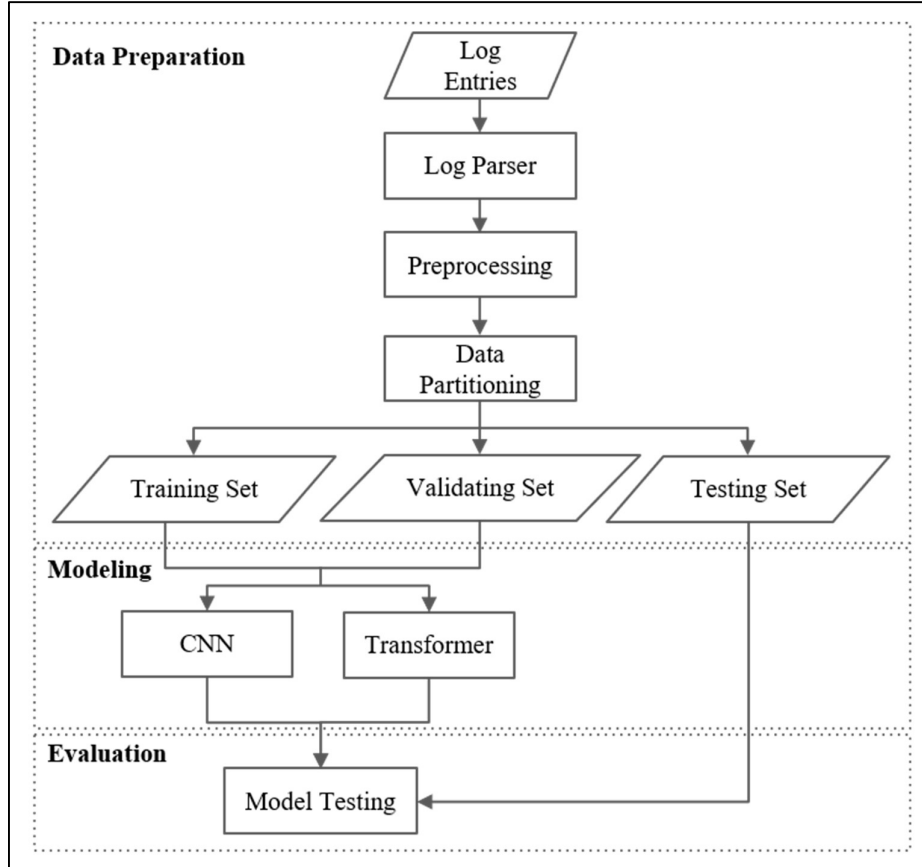 Data Preparation
Log
Entries
Log Parser
Preprocessing
Data
Partitioning
Training Set
Validating Set
Testing Set
Modeling
CNN
Transformer
Evaluation
Model Testing